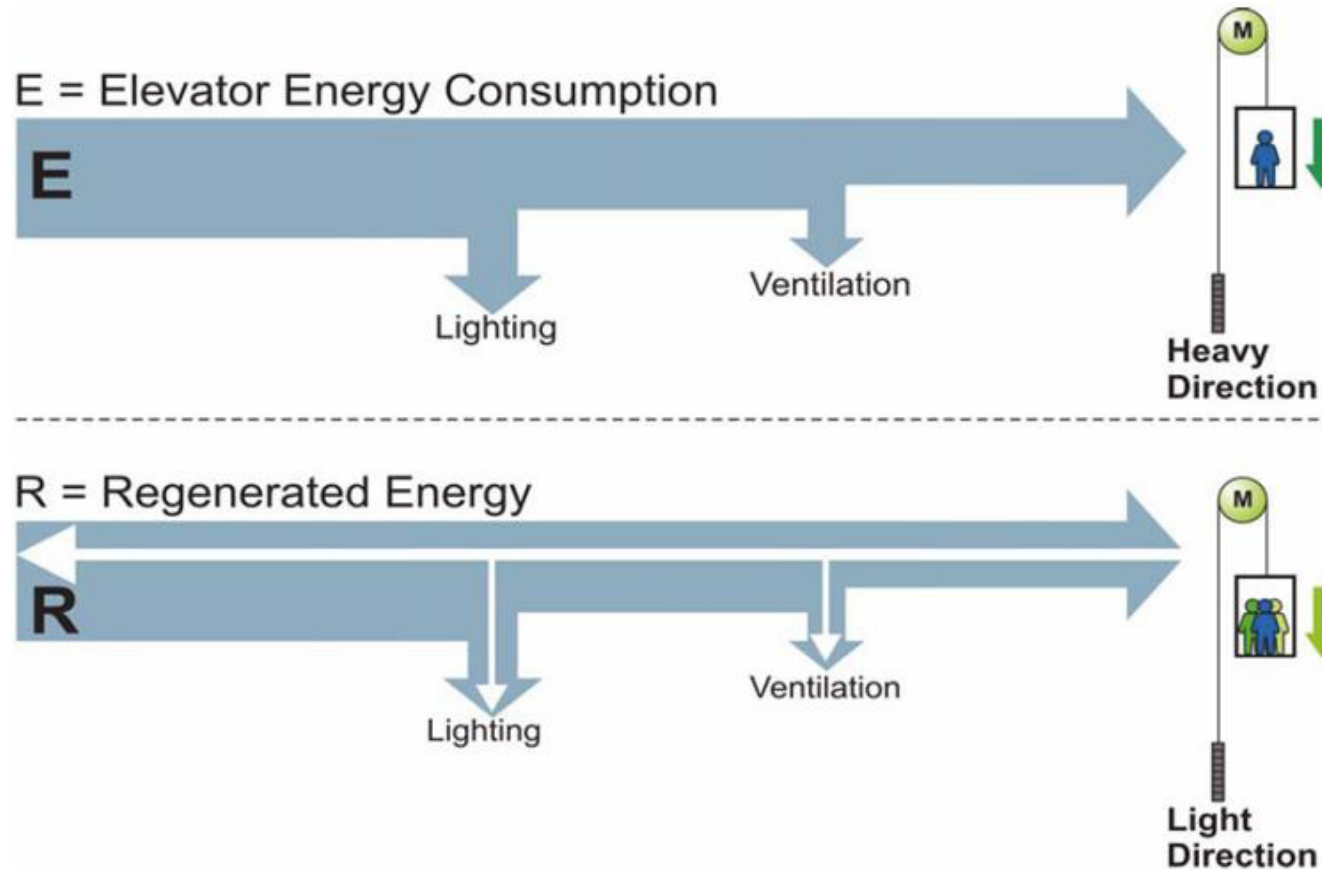 M
E = Elevator Energy Consumption
E
Ventilation
Lighting
Heavy
Direction
R = Regenerated Energy
M
R
Ventilation
Lighting
Light
Direction